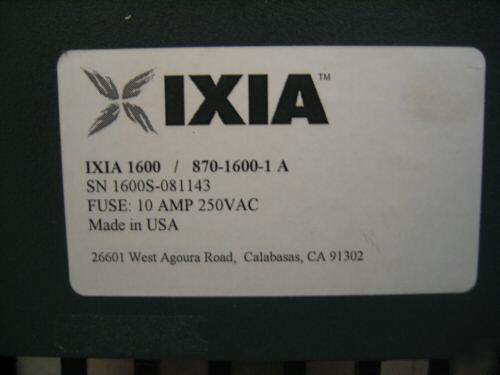 IXIA™
IXIA 1600 / 870-1600-1 A
SN 1600S-081143
FUSE: 10 AMP 250VAC
Made in USA
26601 West Agoura Road, Calabasas, CA 91302